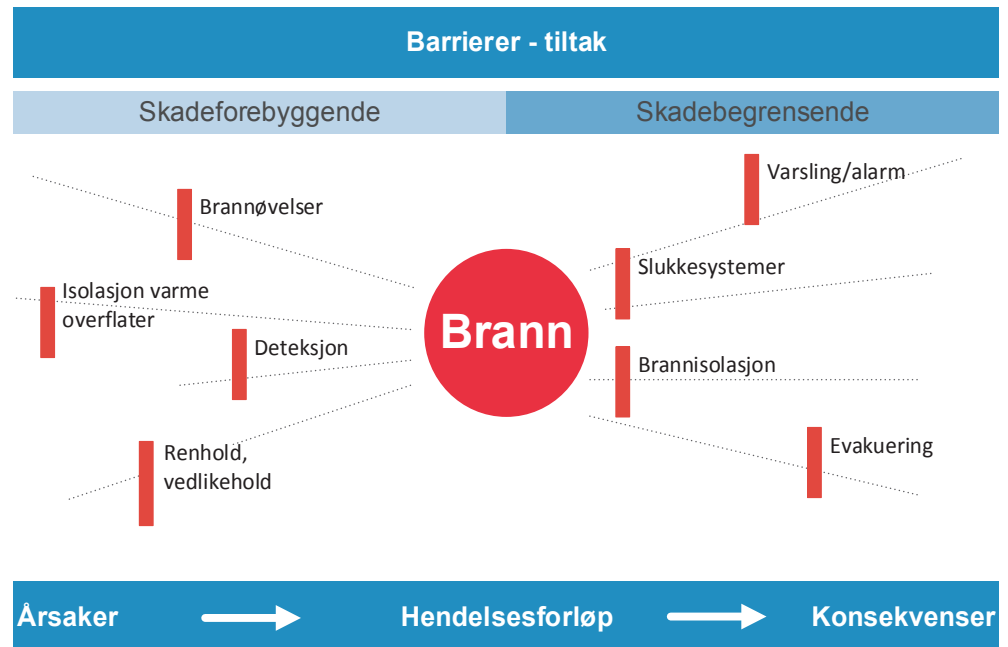 Barrierer - tiltak
Skadeforebyggende
Skadebegrensende
Varsling/alarm
Brannøvelser
Slukkesystemer
Isolasjon varme
overflater
Brann
Deteksjon
Brannisolasjon
Renhold,
vedlikehold
Evakuering
Årsaker
Hendelsesforløp
Konsekvenser